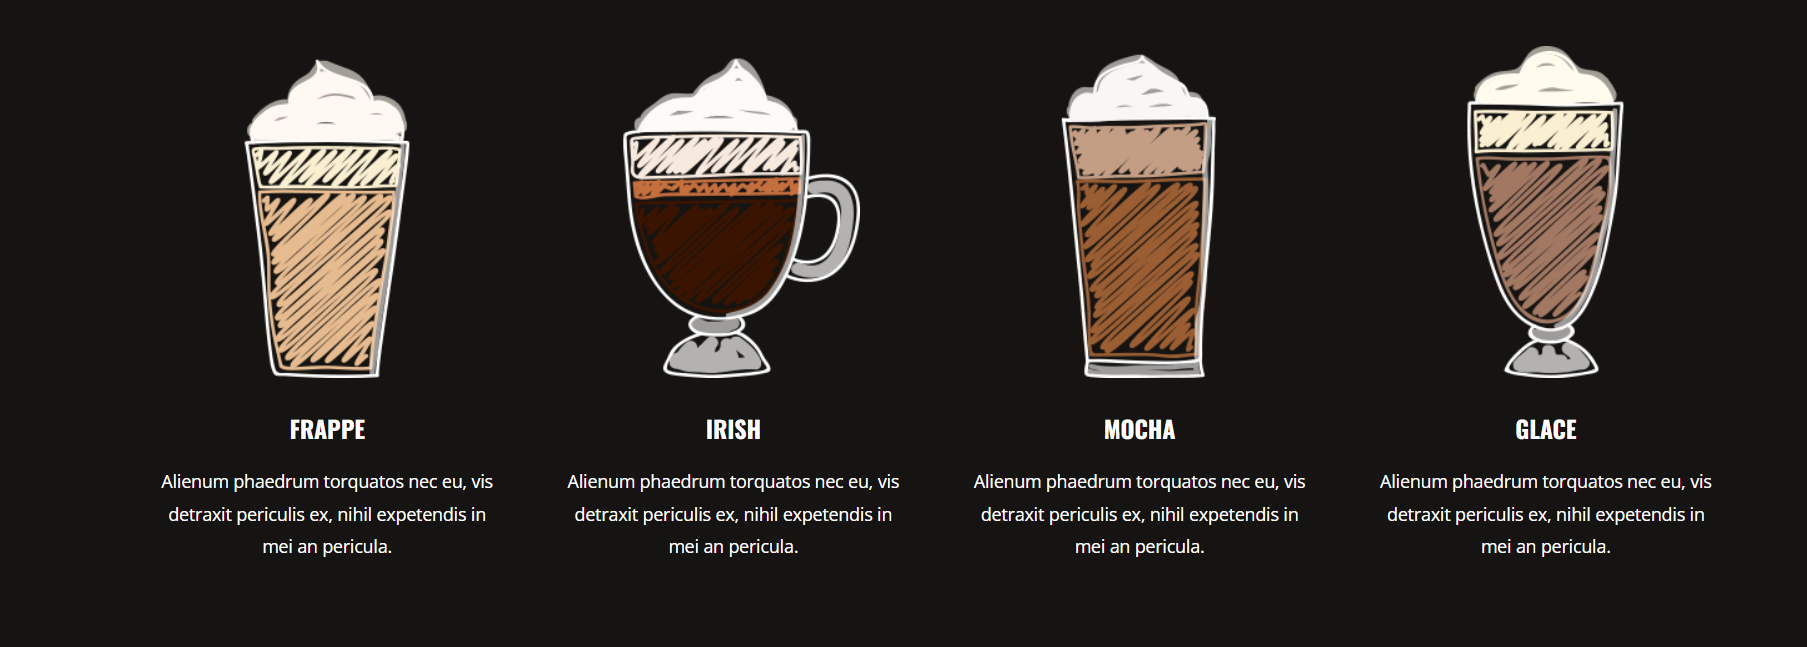 FRAPPE
Alienum phaedrum torquatos nec eu, vis
detraxit periculis ex, nihil expetendis in
mei an pericula.
IRISH
Alienum phaedrum torquatos nec eu, vis
detraxit periculis ex, nihil expetendis in
mei an pericula.
MOCHA
Alienum phaedrum torquatos nec eu, vis
detraxit periculis ex, nihil expetendis in
mei an pericula.
GLACE
Alienum phaedrum torquatos nec eu, vis
detraxit periculis ex, nihil expetendis in
mei an pericula.